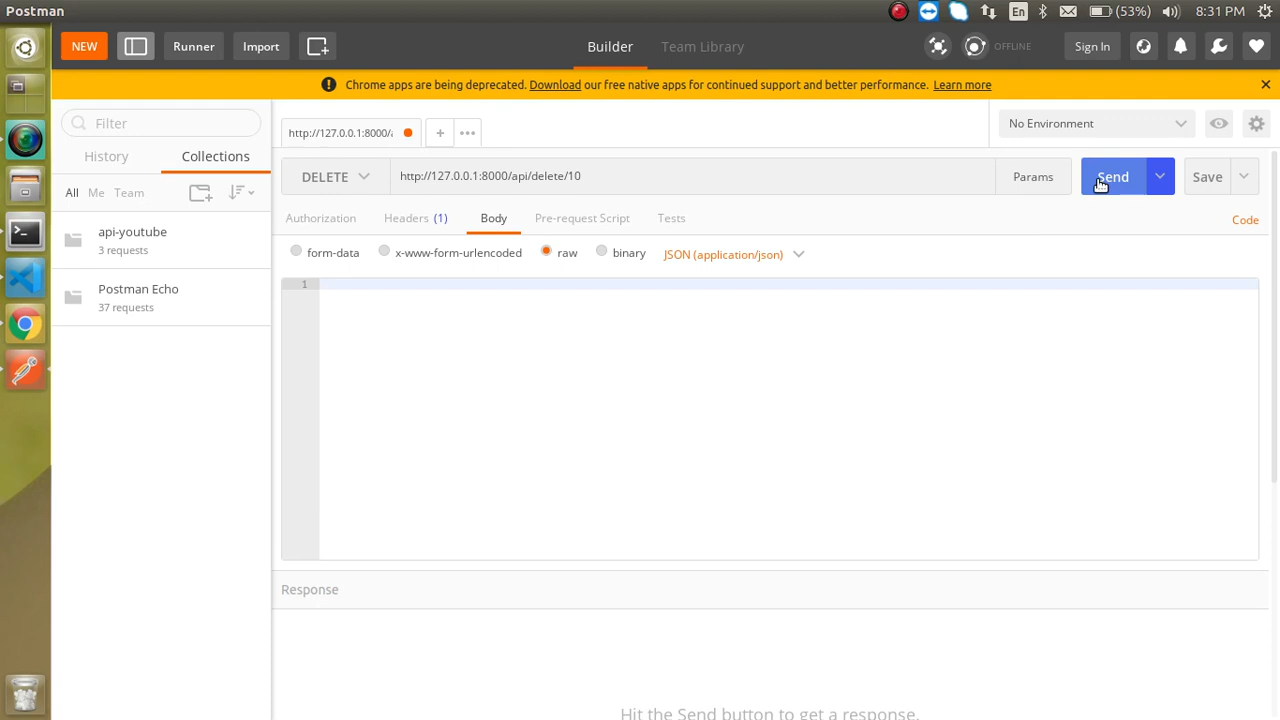 Postman
En
(53%)
8:31 PM
NEW
Runner
Import
Builder
Team Library
OFFLINE
Sign In
Chrome apps are being deprecated. Download our free native apps for continued support and better performance. Learn more
Filter
History
Collections
All
Me
Team
api-youtube
3 requests
Postman Echo
37 requests
http://127.0.0.1:8000/
No Environment
DELETE
http://127.0.0.1:8000/api/delete/10
Params
Send
Save
Authorization
Headers (1)
Body
Pre-request Script
Tests
Code
form-data
x-www-form-urlencoded
raw
binary
JSON (application/json)
1
Response
Hit the Send button to get a response.